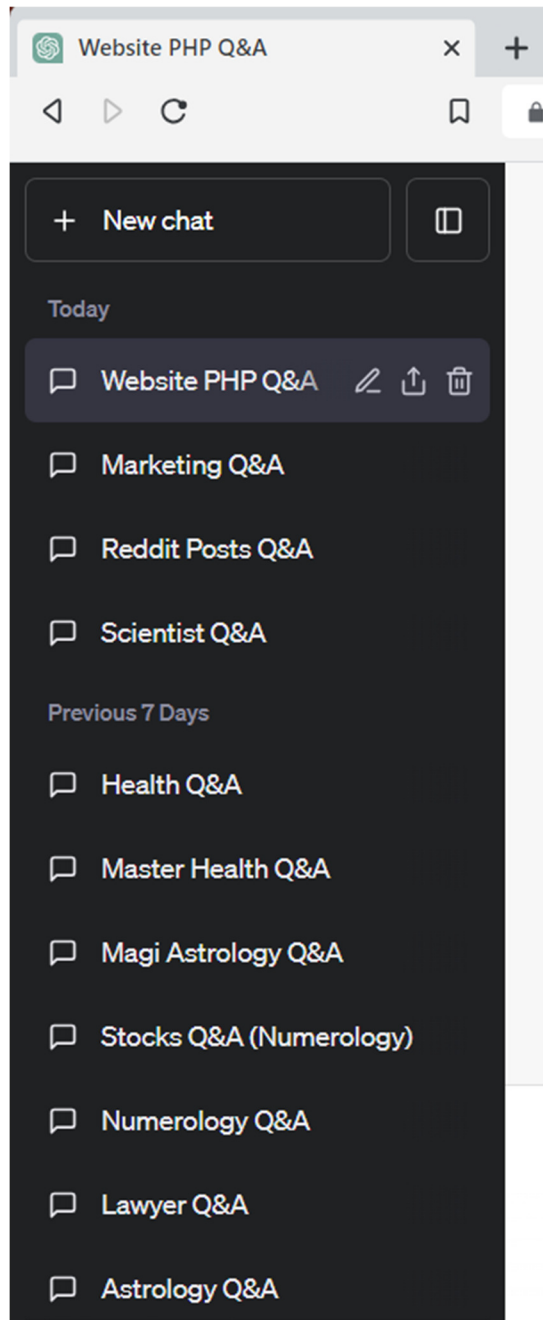 Website PHP Q&A
New chat
Today
Website PHP Q&A
Marketing Q&A
Reddit Posts Q&A
Scientist Q&A
Previous 7 Days
Health Q&A
Master Health Q&A
Magi Astrology Q&A
Stocks Q&A (Numerology)
Numerology Q&A
Lawyer Q&A
Astrology Q&A